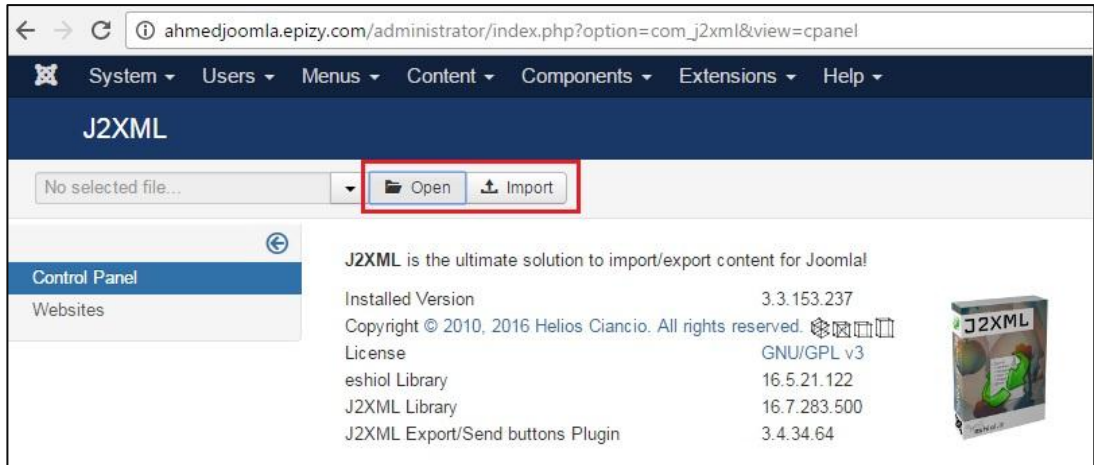 ahmedjoomla.epizy.com/administrator/index.php?option=com_j2xml&view=cpanel
System Users Menus Content Components Extensions Help
J2XML
No selected file... Open Import
Control Panel
Websites
J2XML is the ultimate solution to import/export content for Joomla!
Installed Version 3.3.153.237
Copyright © 2010, 2016 Helios Ciancio. All rights reserved.
License GNU/GPL v3
eshiol Library 16.5.21.122
J2XML Library 16.7.283.500
J2XML Export/Send buttons Plugin 3.4.34.64
J2XML
eshiol.it